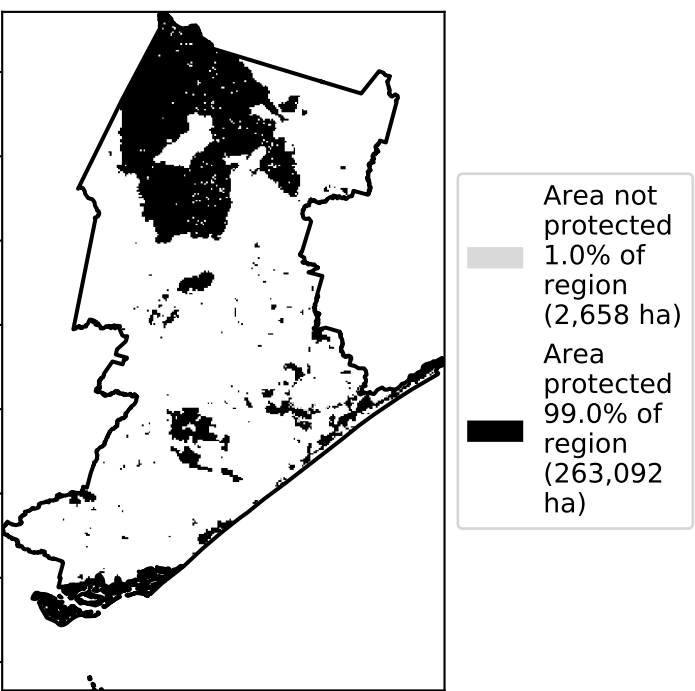 Area not
protected
1.0% of
region
(2,658 ha)
Area
protected
99.0% of
region
(263,092
ha)